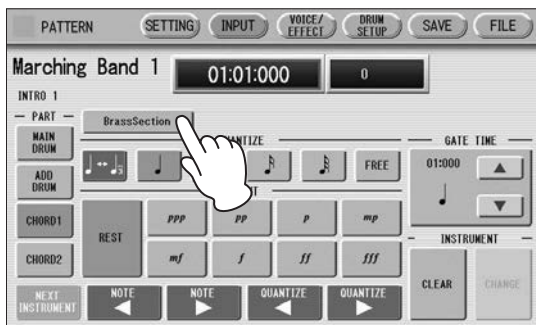 PATTERN SETTING INPUT VOICE/ EFFECT DRUM SETUP SAVE FILE
Marching Band 1 01:01:000 0
INTRO 1
PART BrassSection
MAIN DRUM GATE TIME
FREE 01:000
ADD DRUM
CHORD1 REST ppp pp p mp
INSTRUMENT
CHORD2 mf f ff fff CLEAR CHANGE
NEXT INSTRUMENT NOTE NOTE QUANTIZE QUANTIZE